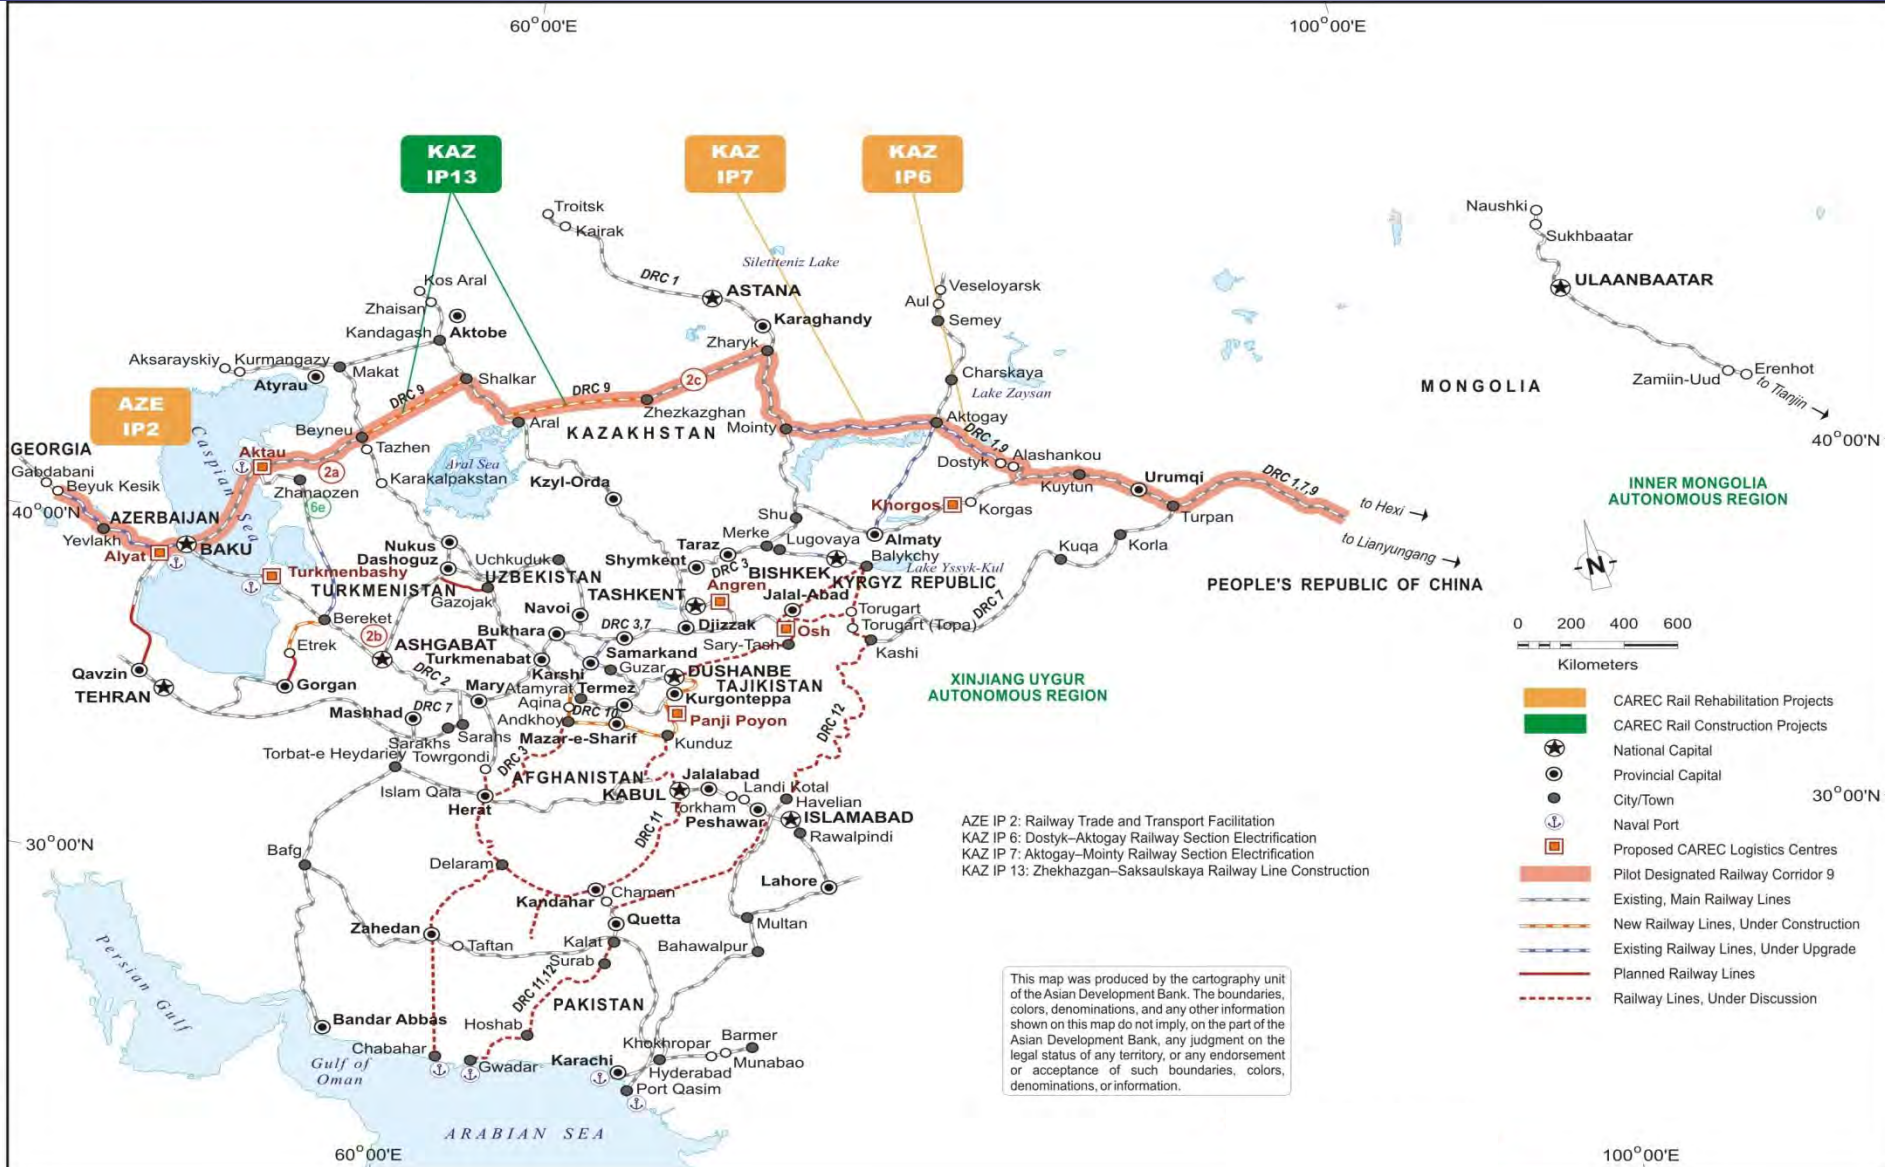 60°00'E
100°00'E
KAZ
IP13
KAZ
IP7
KAZ
IP6
AZE
IP2
Troitsk
Kairak
DRC 1
Siletiteniz Lake
ASTANA
Karaghandy
Zharyk
Veseloyarsk
Aul
Semey
Charskaya
Lake Zaysan
Naushki
Sukhbaatar
ULAANBAATAR
Zamiin-Uud
Erenhot
to Tianjin
MONGOLIA
Kos Aral
Zhaisan
Kandagash
Aktobe
Aksarayskiy
Kurmangazy
Atyrau
Makat
DRC 9
Shalkar
DRC 9
2c
Zhezkazghan
Aral
KAZAKHSTAN
Mointy
Aktogay
DRC 1,9
Dostyk
Alashankou
Kuytun
Urumqi
Turpan
DRC 1,7,9
to Hexi
to Lianyungang
40°00'N
INNER MONGOLIA
AUTONOMOUS REGION
GEORGIA
Gabdabani
Beyuk Kesik
40°00'N
Caspian
Sea
Aktau
Beyneu
Tazhen
2a
Zhanaozen
6e
Karakalpakstan
Aral Sea
Kzyl-Orda
Khorgos
Korgas
AZERBAIJAN
Yevlakh
Alyat
BAKU
Turkmenbashy
TURKMENISTAN
Nukus
Dashoguz
Uchkuduk
UZBEKISTAN
Gazojak
Shymkent
Taraz
Merke
Shu
Lugovaya
Almaty
DRC 3
BISHKEK
Balykchy
Lake Yssyk-Kul
KYRGYZ REPUBLIC
TASHKENT
Angren
Jalal-Abad
Osh
Torugart
Torugart (Topa)
Kashi
DRC 7
Kuqa
Korla
PEOPLE'S REPUBLIC OF CHINA
N
0 200 400 600
Kilometers
Bereket
Etrek
2b
ASHGABAT
Navoi
Bukhara
DRC 3,7
Djizzak
Sary-Tash
Turkmenabat
Samarkand
Karshi
Guzar
DUSHANBE
TAJIKISTAN
Kurgonteppa
Panji Poyon
Qavzin
TEHRAN
Gorgan
DRC 2
Mary
Atamyrat
Termez
Aqina
DRC 10
Andkhoy
Mazar-e-Sharif
Kunduz
Mashhad
DRC 7
Sarakhs
Sarahs
Torbat-e Heydariey
Towrgondi
DRC 3
DRC 12
XINJIANG UYGUR
AUTONOMOUS REGION
Islam Qala
Herat
AFGHANISTAN
KABUL
Jalalabad
Landi Kotal
Torkham
Peshawar
Havelian
ISLAMABAD
Rawalpindi
30°00'N
30°00'N
Bafg
Delaram
DRC 11
Kandahar
Chaman
Lahore
Quetta
Zahedan
Taftan
Kalat
Surab
Multan
Bahawalpur
DRC 11,12
PAKISTAN
Persian Gulf
Bandar Abbas
Hoshab
Chabahar
Gwadar
Gulf of
Oman
Karachi
Khokhropar
Barmer
Munabao
Hyderabad
Port Qasim
ARABIAN SEA
60°00'E
100°00'E
AZE IP 2: Railway Trade and Transport Facilitation
KAZ IP 6: Dostyk–Aktogay Railway Section Electrification
KAZ IP 7: Aktogay–Mointy Railway Section Electrification
KAZ IP 13: Zhekhazgan–Saksaulskaya Railway Line Construction
This map was produced by the cartography unit
of the Asian Development Bank. The boundaries,
colors, denominations, and any other information
shown on this map do not imply, on the part of the
Asian Development Bank, any judgment on the
legal status of any territory, or any endorsement
or acceptance of such boundaries, colors,
denominations, or information.
CAREC Rail Rehabilitation Projects
CAREC Rail Construction Projects
National Capital
Provincial Capital
City/Town
Naval Port
Proposed CAREC Logistics Centres
Pilot Designated Railway Corridor 9
Existing, Main Railway Lines
New Railway Lines, Under Construction
Existing Railway Lines, Under Upgrade
Planned Railway Lines
Railway Lines, Under Discussion